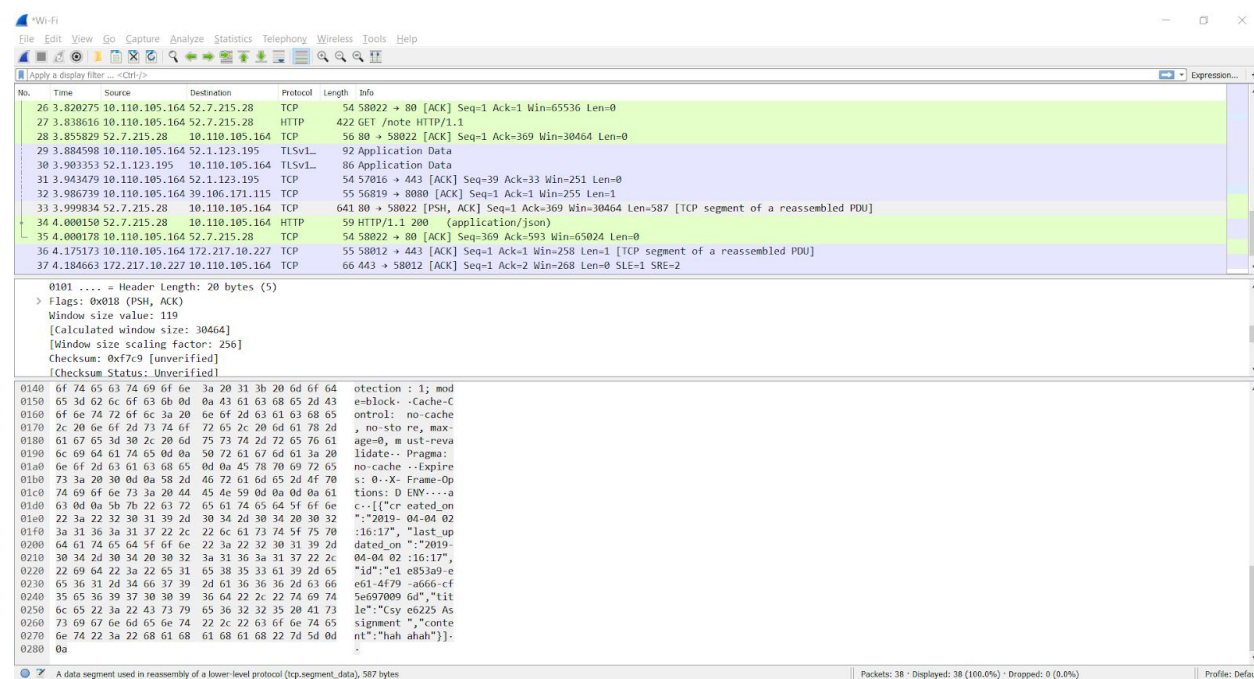 *Wi-Fi
File Edit View Go Capture Analyze Statistics Telephony Wireless Tools Help
Apply a display filter ... <Ctrl-/>
Expression...
No. Time Source Destination Protocol Length Info
26 3.820275 10.110.105.164 52.7.215.28 TCP 54 58022 → 80 [ACK] Seq=1 Ack=1 Win=65536 Len=0
27 3.838616 10.110.105.164 52.7.215.28 HTTP 422 GET /note HTTP/1.1
28 3.855829 52.7.215.28 10.110.105.164 TCP 56 80 → 58022 [ACK] Seq=1 Ack=369 Win=30464 Len=0
29 3.884598 10.110.105.164 52.1.123.195 TLSv1… 92 Application Data
30 3.903353 52.1.123.195 10.110.105.164 TLSv1… 86 Application Data
31 3.943479 10.110.105.164 52.1.123.195 TCP 54 57016 → 443 [ACK] Seq=39 Ack=33 Win=251 Len=0
32 3.986739 10.110.105.164 39.106.171.115 TCP 55 56819 → 8080 [ACK] Seq=1 Ack=1 Win=255 Len=1
33 3.999834 52.7.215.28 10.110.105.164 TCP 641 80 → 58022 [PSH, ACK] Seq=1 Ack=369 Win=30464 Len=587 [TCP segment of a reassembled PDU]
34 4.000150 52.7.215.28 10.110.105.164 HTTP 59 HTTP/1.1 200 (application/json)
35 4.000178 10.110.105.164 52.7.215.28 TCP 54 58022 → 80 [ACK] Seq=369 Ack=593 Win=65024 Len=0
36 4.175173 10.110.105.164 172.217.10.227 TCP 55 58012 → 443 [ACK] Seq=1 Ack=1 Win=258 Len=1 [TCP segment of a reassembled PDU]
37 4.184663 172.217.10.227 10.110.105.164 TCP 66 443 → 58012 [ACK] Seq=1 Ack=2 Win=268 Len=0 SLE=1 SRE=2
0101 .... = Header Length: 20 bytes (5)
> Flags: 0x018 (PSH, ACK)
Window size value: 119
[Calculated window size: 30464]
[Window size scaling factor: 256]
Checksum: 0xf7c9 [unverified]
[Checksum Status: Unverified]
0140 6f 74 65 63 74 69 6f 6e 3a 20 31 3b 20 6d 6f 64 otection : 1; mod
0150 65 3d 62 6c 6f 63 6b 0d 0a 43 61 63 68 65 2d 43 e=block· ·Cache-C
0160 6f 6e 74 72 6f 6c 3a 20 6e 6f 2d 63 61 63 68 65 ontrol: no-cache
0170 2c 20 6e 6f 2d 73 74 6f 72 65 2c 20 6d 61 78 2d , no-sto re, max-
0180 61 67 65 3d 30 2c 20 6d 75 73 74 2d 72 65 76 61 age=0, m ust-reva
0190 6c 69 64 61 74 65 0d 0a 50 72 61 67 6d 61 3a 20 lidate·· Pragma:
01a0 6e 6f 2d 63 61 63 68 65 0d 0a 45 78 70 69 72 65 no-cache ··Expire
01b0 73 3a 20 30 0d 0a 58 2d 46 72 61 6d 65 2d 4f 70 s: 0··X- Frame-Op
01c0 74 69 6f 6e 73 3a 20 44 45 4e 59 0d 0a 0d 0a 61 tions: D ENY····a
01d0 63 0d 0a 5b 7b 22 63 72 65 61 74 65 64 5f 6f 6e c··[{"cr eated_on
01e0 22 3a 22 32 30 31 39 2d 30 34 2d 30 34 20 30 32 ":"2019- 04-04 02
01f0 3a 31 36 3a 31 37 22 2c 22 6c 61 73 74 5f 75 70 :16:17", "last_up
0200 64 61 74 65 64 5f 6f 6e 22 3a 22 32 30 31 39 2d dated_on ":"2019-
0210 30 34 2d 30 34 20 30 32 3a 31 36 3a 31 37 22 2c 04-04 02 :16:17",
0220 22 69 64 22 3a 22 65 31 65 38 35 33 61 39 2d 65 "id":"e1 e853a9-e
0230 65 36 31 2d 34 66 37 39 2d 61 36 36 36 2d 63 66 e61-4f79 -a666-cf
0240 35 65 36 39 37 30 30 39 36 64 22 2c 22 74 69 74 5e697009 6d","tit
0250 6c 65 22 3a 22 43 73 79 65 36 32 32 35 20 41 73 le":"Csy e6225 As
0260 73 69 67 6e 6d 65 6e 74 22 2c 22 63 6f 6e 74 65 signment ","conte
0270 6e 74 22 3a 22 68 61 68 61 68 61 68 22 7d 5d 0d nt":"hah ahah"}]·
0280 0a ·
A data segment used in reassembly of a lower-level protocol (tcp.segment_data), 587 bytes
Packets: 38 · Displayed: 38 (100.0%) · Dropped: 0 (0.0%)
Profile: Defau